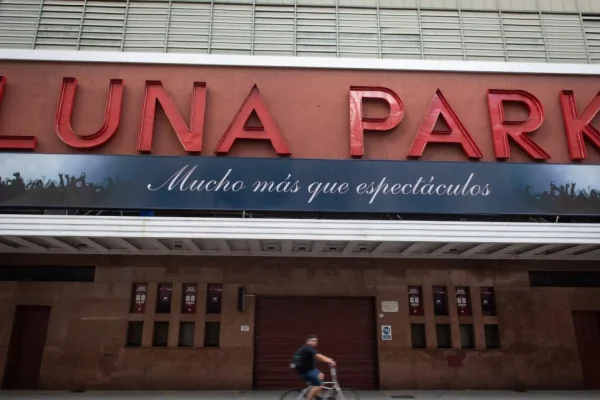 LUNA PARK
Mucho más que espectáculos